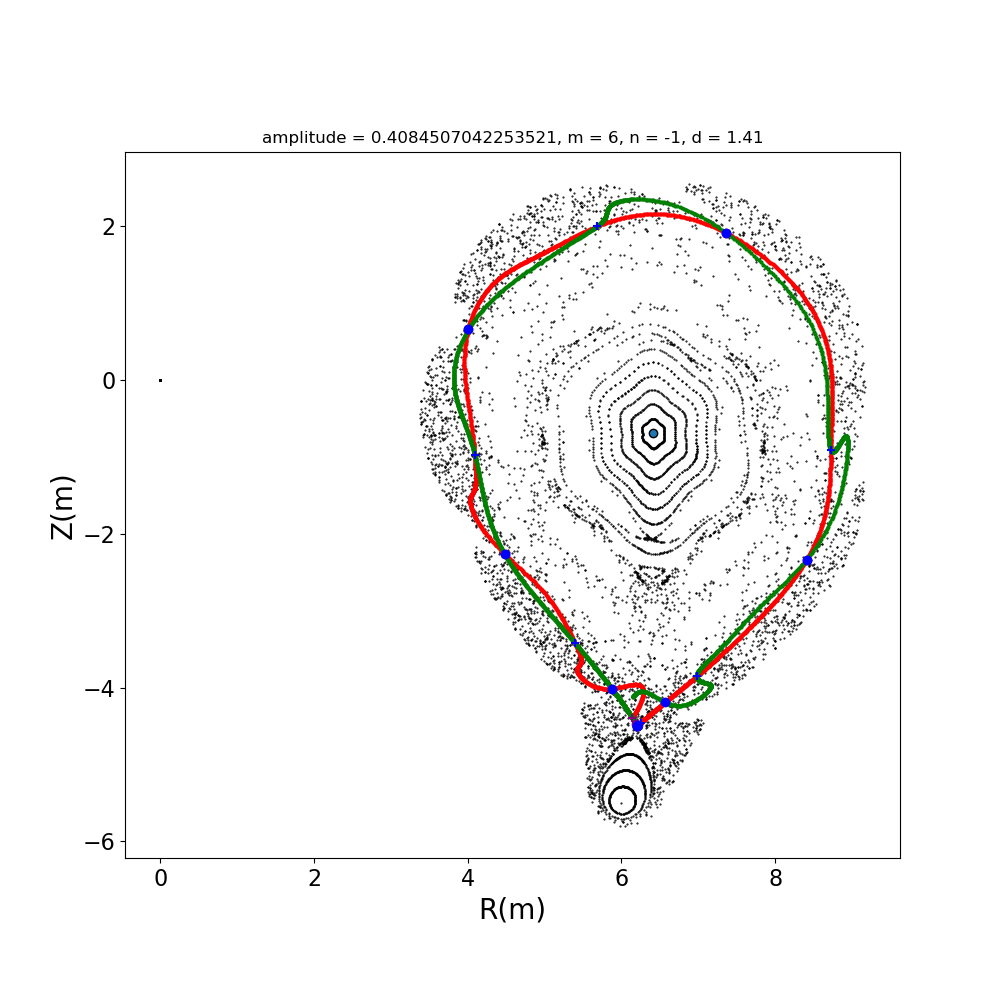 amplitude = 0.4084507042253521, m = 6, n = -1, d = 1.41
2
0
−2
−4
−6
Z(m)
0 2 4 6 8
R(m)